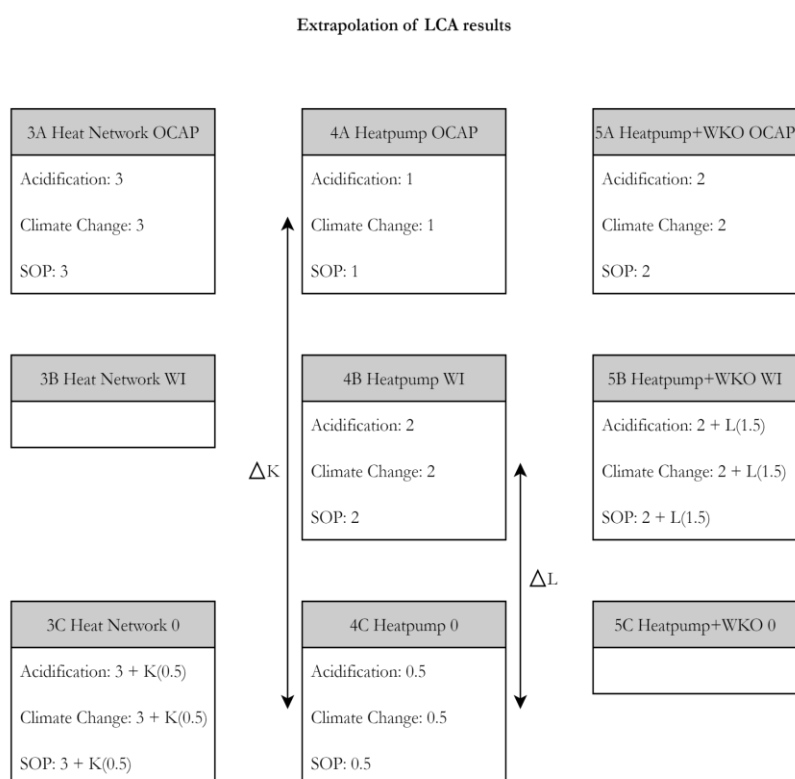 Extrapolation of LCA results
3A Heat Network OCAP
Acidification: 3
Climate Change: 3
SOP: 3
4A Heatpump OCAP
Acidification: 1
Climate Change: 1
SOP: 1
5A Heatpump+WKO OCAP
Acidification: 2
Climate Change: 2
SOP: 2
3B Heat Network WI
4B Heatpump WI
Acidification: 2
Climate Change: 2
SOP: 2
5B Heatpump+WKO WI
Acidification: 2 + L(1.5)
Climate Change: 2 + L(1.5)
SOP: 2 + L(1.5)
△K
△L
3C Heat Network 0
Acidification: 3 + K(0.5)
Climate Change: 3 + K(0.5)
SOP: 3 + K(0.5)
4C Heatpump 0
Acidification: 0.5
Climate Change: 0.5
SOP: 0.5
5C Heatpump+WKO 0